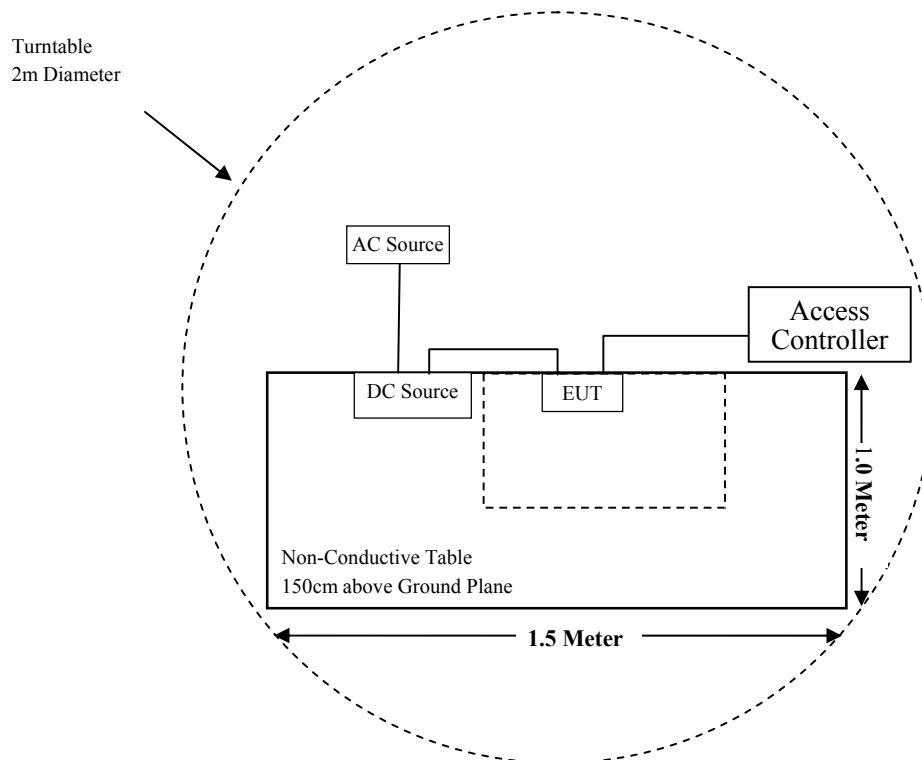 Turntable
2m Diameter
AC Source
Access
Controller
DC Source
EUT
1.0 Meter
Non-Conductive Table
150cm above Ground Plane
1.5 Meter